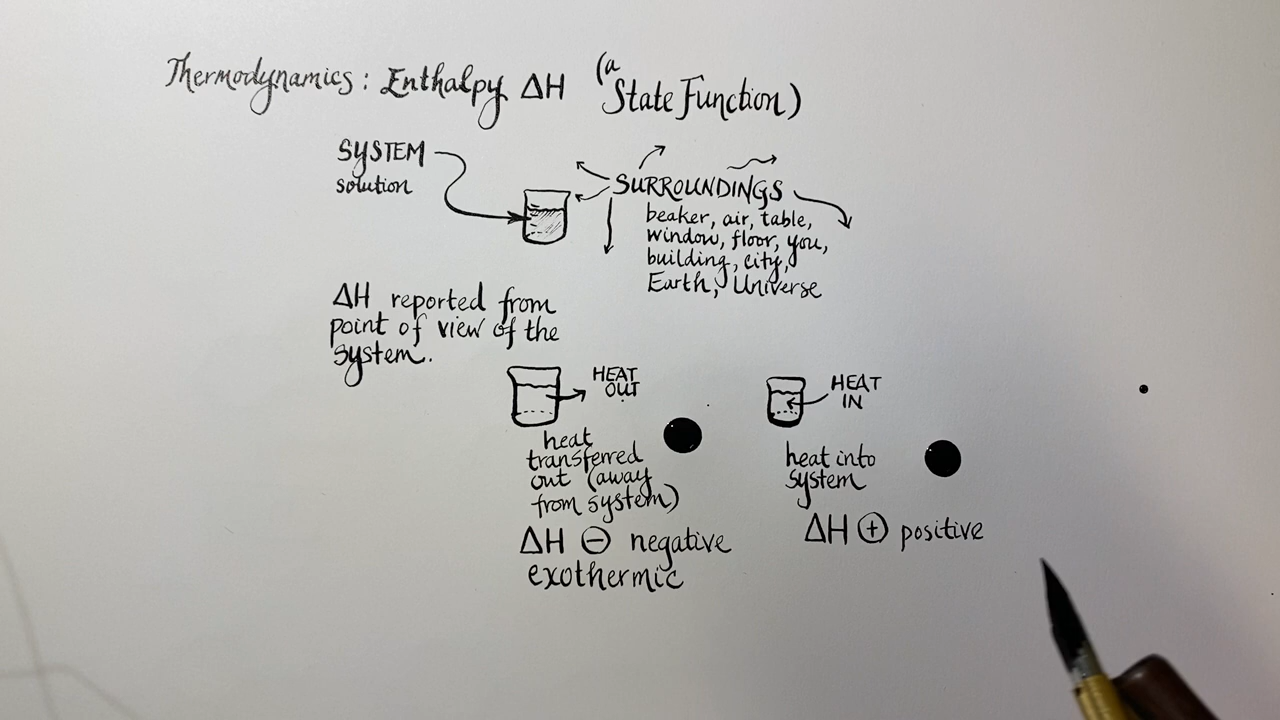 Thermodynamics: Enthalpy ΔH (a State Function)
SYSTEM
solution
SURROUNDINGS
beaker, air, table,
window, floor, you,
building, city,
Earth, Universe
ΔH reported from
point of view of the
system.
HEAT
OUT
heat
transferred
out (away
from system)
ΔH ⊖ negative
exothermic
HEAT
IN
heat into
system
ΔH ⊕ positive